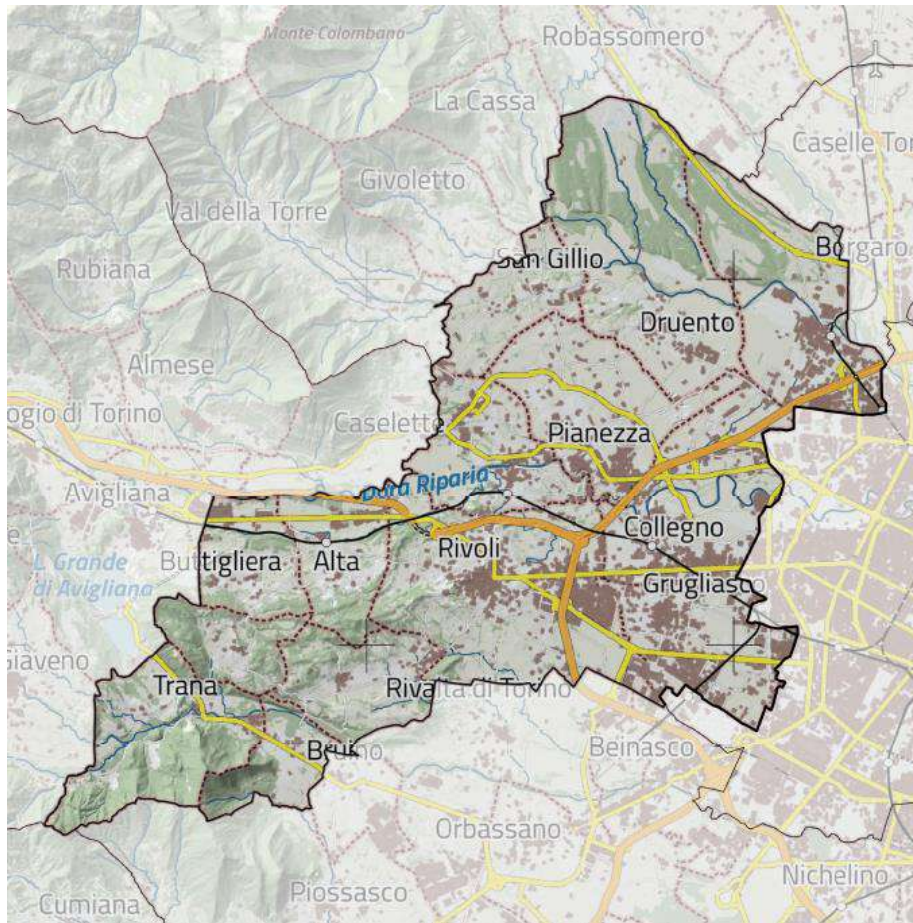 Monte Colombano
Robassomero
La Cassa
Caselle Tor
Givoletto
Val della Torre
Borgaro
San Gillio
Rubiana
Druento
Almese
ogio di Torino
Caselette
Pianezza
Dora Riparia
Avigliana
Collegno
Rivoli
Buttigliera Alta
L. Grande
di Avigliana
Grugliasco
Giaveno
Trana
Rivalta di Torino
Bruino
Beinasco
Orbassano
Nichelino
Piossasco
Cumiana